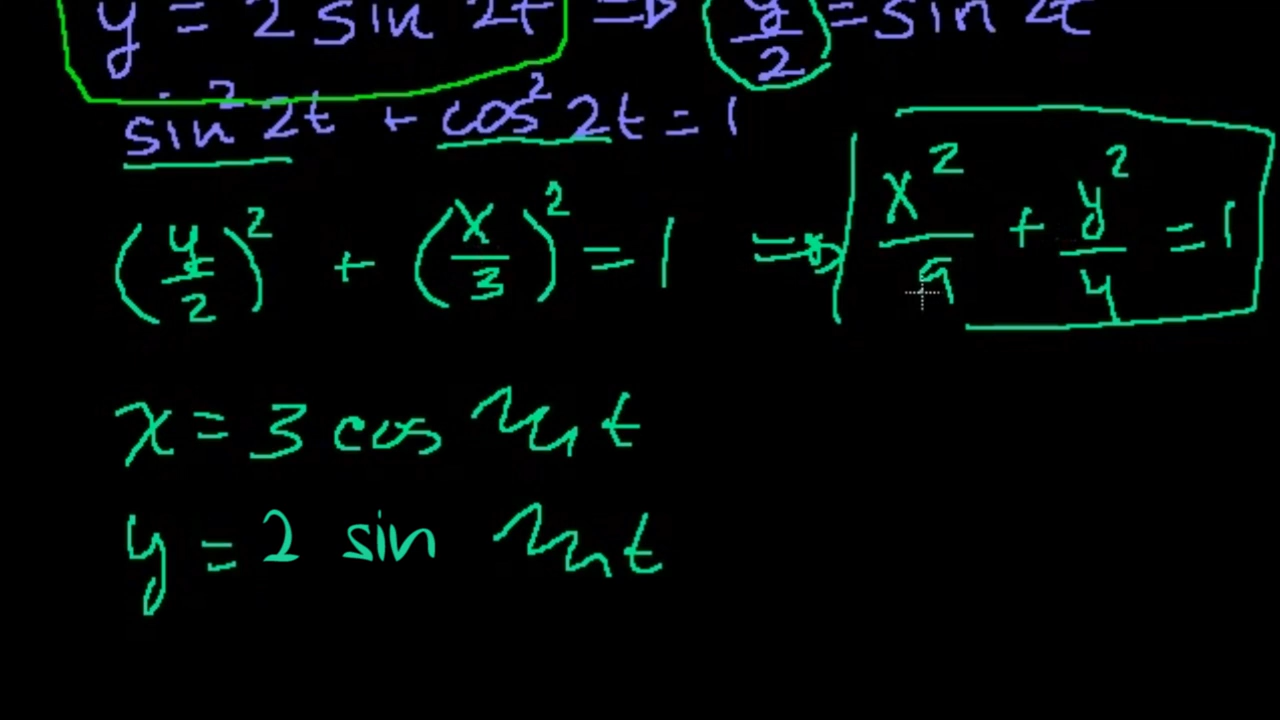 y = 2 sin 2t ⇒ y/2 = sin 2t
sin² 2t + cos² 2t = 1
(y/2)² + (x/3)² = 1 ⇒ x²/9 + y²/4 = 1
x = 3 cos t
y = 2 sin t